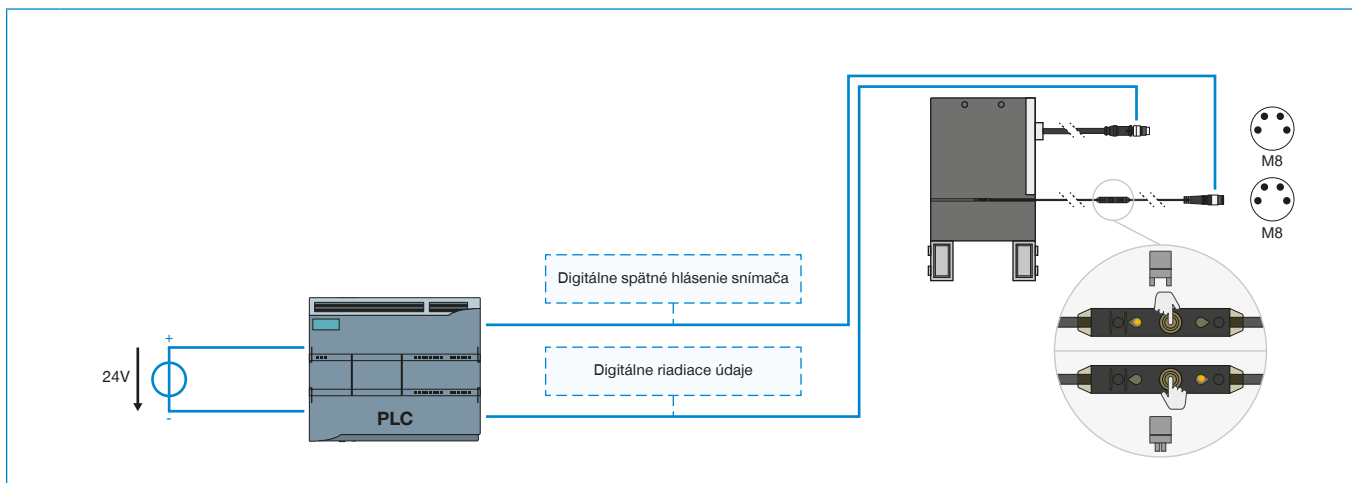 M8
M8
Digitálne spätné hlásenie snímača
Digitálne riadiace údaje
+
24V
-
PLC